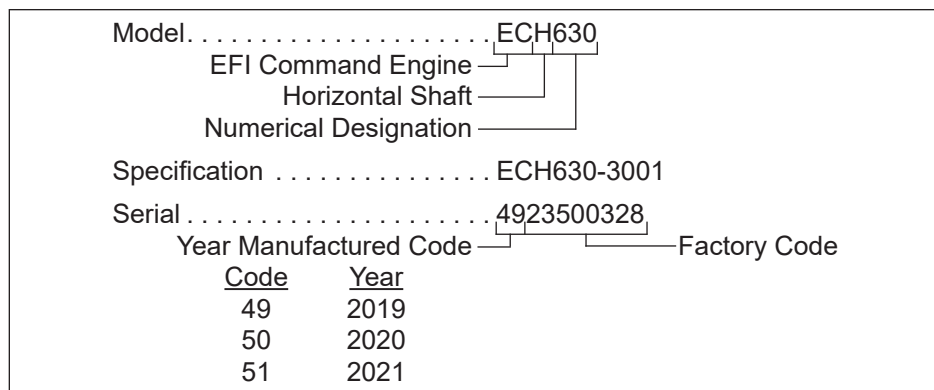 Model. . . . . . . . . . . . . . . . . . . . . ECH630
EFI Command Engine
Horizontal Shaft
Numerical Designation
Specification . . . . . . . . . . . . . . . ECH630-3001
Serial . . . . . . . . . . . . . . . . . . . . . 4923500328
Year Manufactured Code Factory Code
Code Year
49 2019
50 2020
51 2021